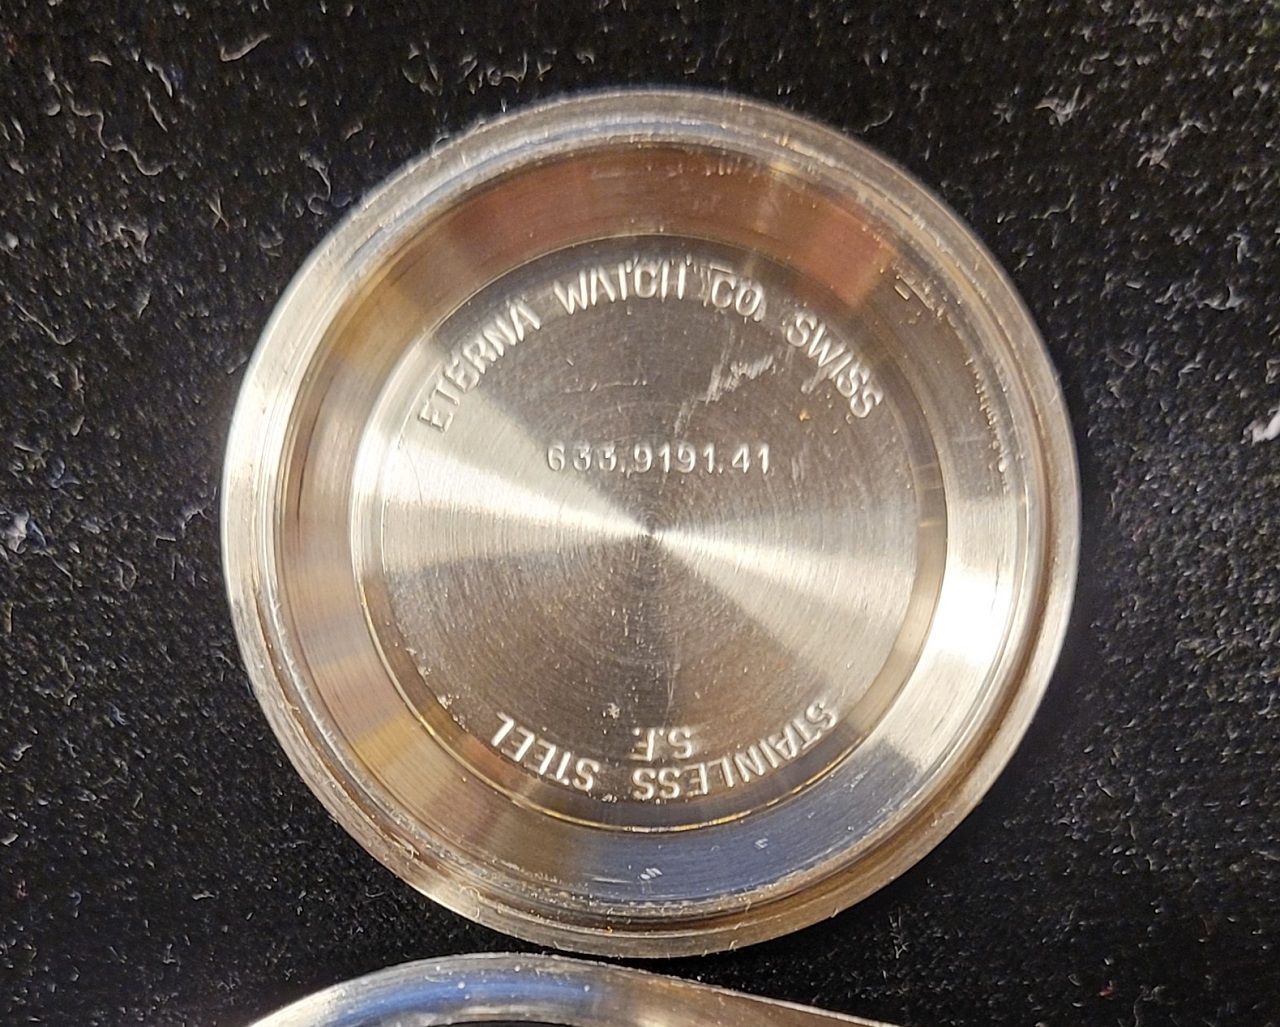 ETERNA WATCH CO. SWISS
633.9191.41
S.F.
STAINLESS STEEL